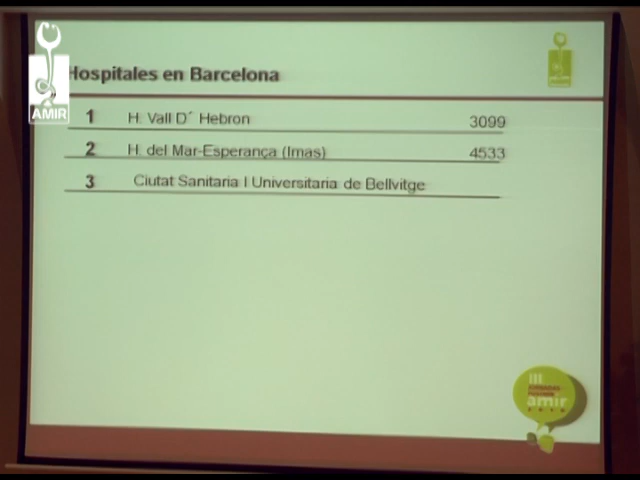 AMIR
Hospitales en Barcelona
1 H. Vall D´ Hebron 3099
2 H. del Mar-Esperança (Imas) 4533
3 Ciutat Sanitaria I Universitaria de Bellvitge
III
amir